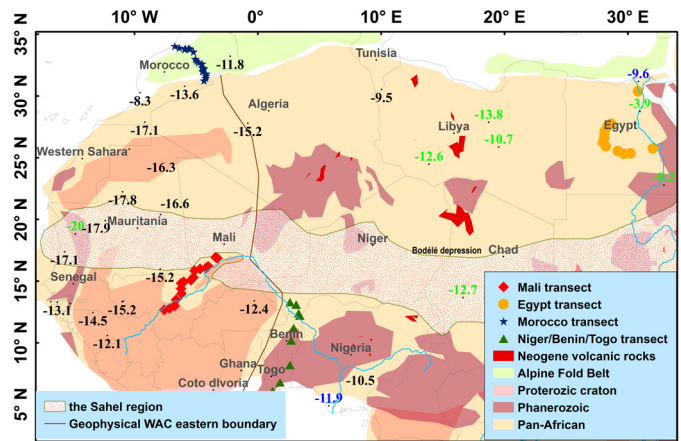 10° W 0° 10° E 20° E 30° E
35° N
30° N
25° N
20° N
15° N
10° N
5° N
-11.8
Tunisia
Morocco
-9.6
-13.6
-9.5
-8.3
Algeria
-3.9
-13.8
-17.1
-15.2
Libya
Egypt
-10.7
Western Sahara
-12.6
-16.3
-9.2
-17.8
-16.6
-20
Mauritania
-17.9
Mali
Niger
Bodélé depression
Chad
-17.1
Senegal
-15.2
-12.7
-13.1
-15.2
-12.4
-14.5
Benin
-12.1
Nigeria
Ghana
Togo
Coto dIvoria
-10.5
-11.9
Mali transect
Egypt transect
Morocco transect
Niger/Benin/Togo transect
Neogene volcanic rocks
Alpine Fold Belt
Proterozic craton
Phanerozoic
Pan-African
the Sahel region
Geophysical WAC eastern boundary